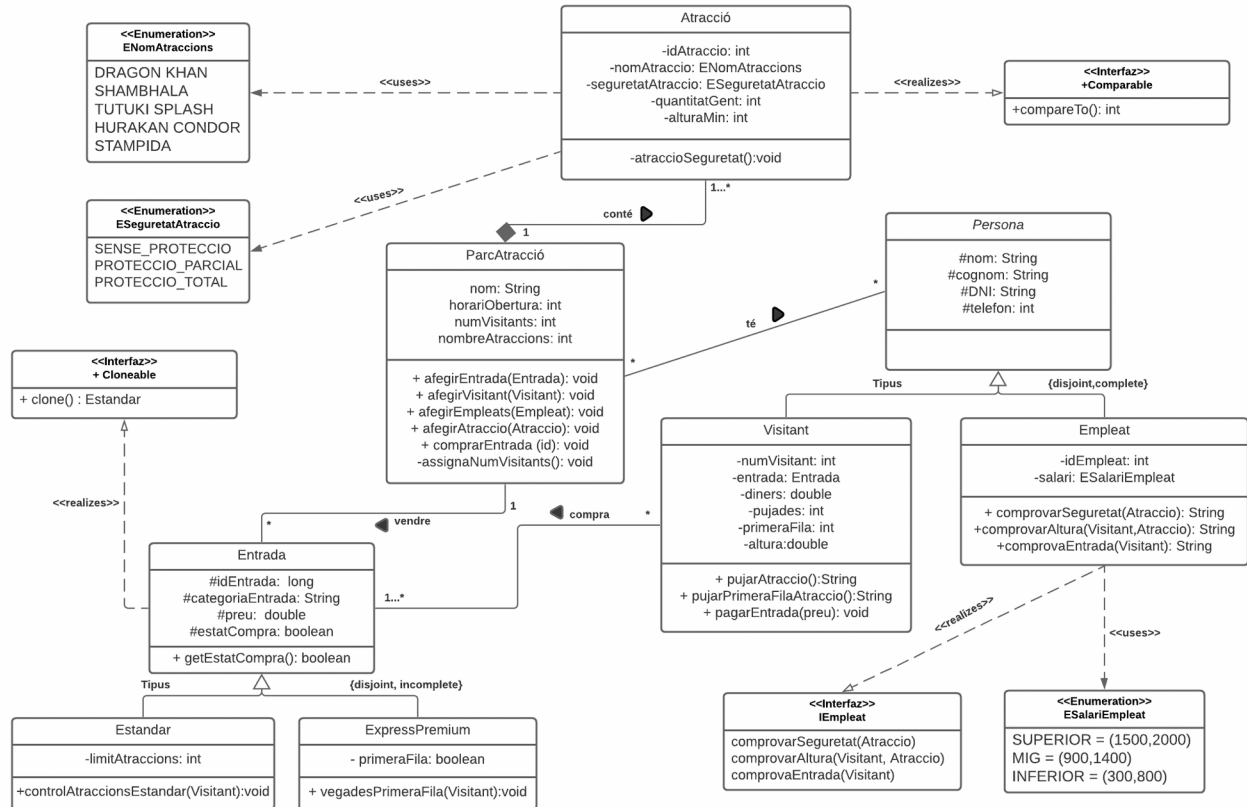 <<Enumeration>>
ENomAtraccions
DRAGON KHAN
SHAMBHALA
TUTUKI SPLASH
HURAKAN CONDOR
STAMPIDA
<<uses>>
Atracció
-idAtraccio: int
-nomAtraccio: ENomAtraccions
-seguretatAtraccio: ESeguretatAtraccio
-quantitatGent: int
-alturaMin: int
-atraccioSeguretat():void
<<realizes>>
<<Interfaz>>
+Comparable
+compareTo(): int
<<uses>>
<<Enumeration>>
ESeguretatAtraccio
SENSE_PROTECCIO
PROTECCIO_PARCIAL
PROTECCIO_TOTAL
1...*
conté
1
ParcAtracció
nom: String
horariObertura: int
numVisitants: int
nombreAtraccions: int
+ afegirEntrada(Entrada): void
+ afegirVisitant(Visitant): void
+ afegirEmpleats(Empleat): void
+ afegirAtraccio(Atraccio): void
+ comprarEntrada (id): void
-assignaNumVisitants(): void
*
té
*
Persona
#nom: String
#cognom: String
#DNI: String
#telefon: int
Tipus
{disjoint,complete}
<<Interfaz>>
+ Cloneable
+ clone() : Estandar
<<realizes>>
1
vendre
*
compra
*
1...*
Visitant
-numVisitant: int
-entrada: Entrada
-diners: double
-pujades: int
-primeraFila: int
-altura:double
+ pujarAtraccio():String
+ pujarPrimeraFilaAtraccio():String
+ pagarEntrada(preu): void
Empleat
-idEmpleat: int
-salari: ESalariEmpleat
+ comprovarSeguretat(Atraccio): String
+comprovarAltura(Visitant,Atraccio): String
+comprovaEntrada(Visitant): String
Entrada
#idEntrada:  long
#categoriaEntrada: String
#preu:  double
#estatCompra: boolean
+ getEstatCompra(): boolean
Tipus
{disjoint, incomplete}
Estandar
-limitAtraccions: int
+controlAtraccionsEstandar(Visitant):void
ExpressPremium
- primeraFila: boolean
+ vegadesPrimeraFila(Visitant):void
<<realizes>>
<<uses>>
<<Interfaz>>
IEmpleat
comprovarSeguretat(Atraccio)
comprovarAltura(Visitant, Atraccio)
comprovaEntrada(Visitant)
<<Enumeration>>
ESalariEmpleat
SUPERIOR = (1500,2000)
MIG = (900,1400)
INFERIOR = (300,800)